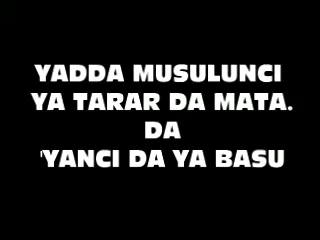 YADDA MUSULUNCI
YA TARAR DA MATA.
DA
'YANCI DA YA BASU